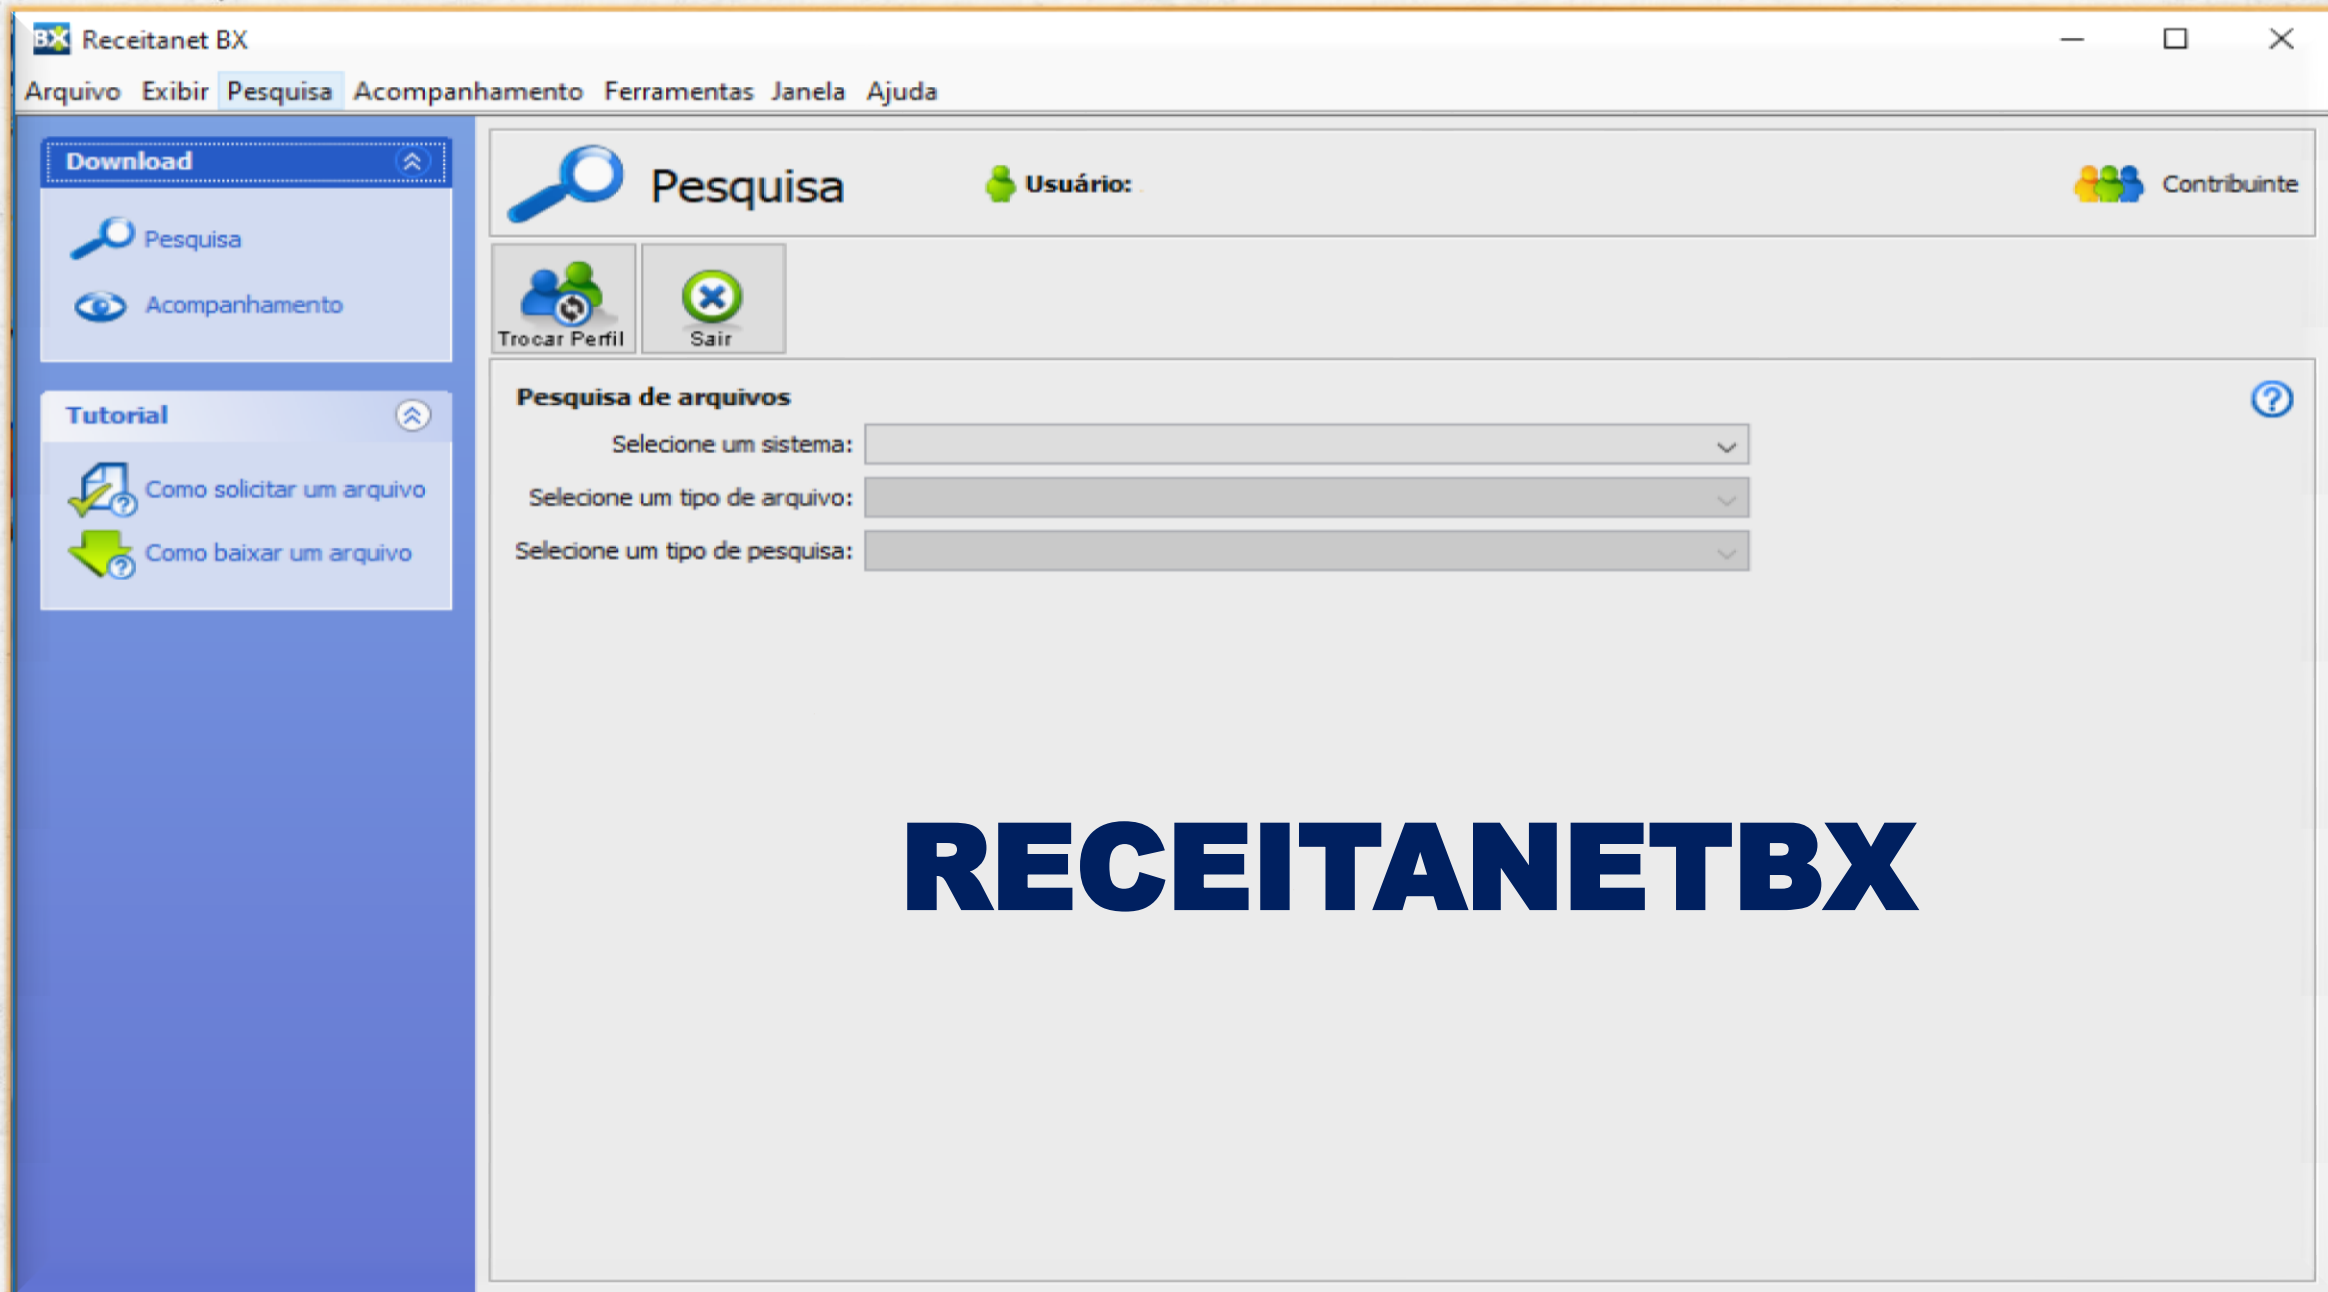 BX Receitanet BX
Arquivo Exibir Pesquisa Acompanhamento Ferramentas Janela Ajuda
Download
Pesquisa
Acompanhamento
Tutorial
Como solicitar um arquivo
Como baixar um arquivo
Pesquisa
Usuário:
Contribuinte
Trocar Perfil
Sair
Pesquisa de arquivos
Selecione um sistema:
Selecione um tipo de arquivo:
Selecione um tipo de pesquisa:
RECEITANETBX